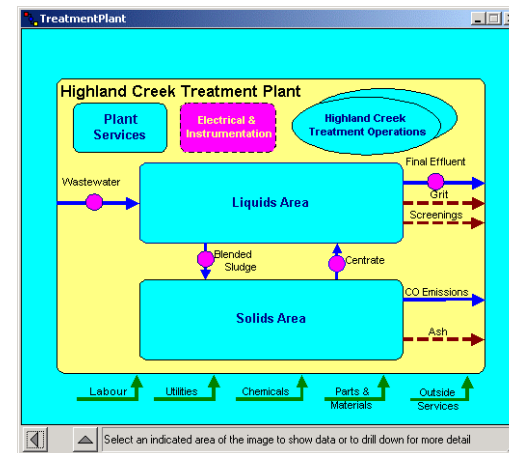 TreatmentPlant
Highland Creek Treatment Plant
Plant
Services
Electrical &
Instrumentation
Highland Creek
Treatment Operations
Wastewater
Liquids Area
Final Effluent
Grit
Screenings
Blended
Sludge
Centrate
Solids Area
CO Emissions
Ash
Labour
Utilities
Chemicals
Parts &
Materials
Outside
Services
Select an indicated area of the image to show data or to drill down for more detail